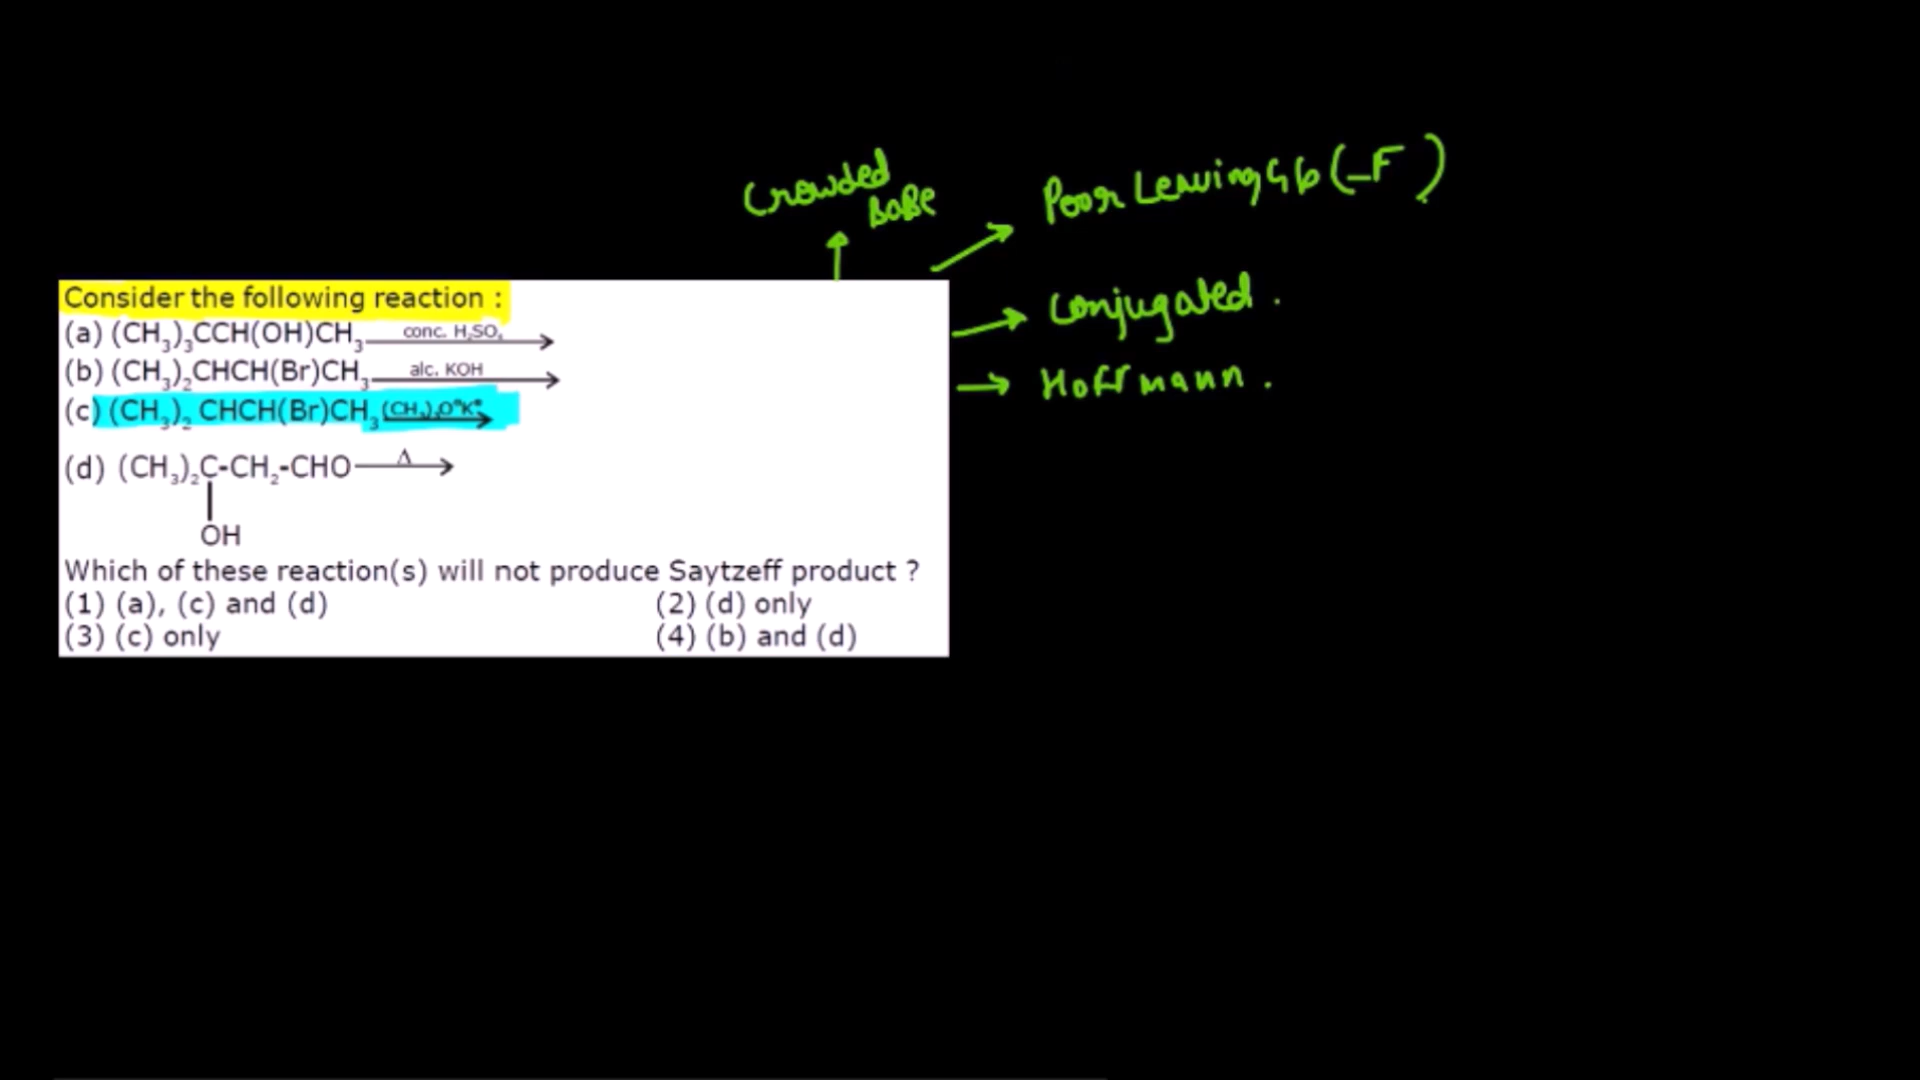 Crowded
BaBe
Poor Leaving Gb (–F)
Conjugated .
Hoffmann .
Consider the following reaction :
(a) (CH₃)₃CCH(OH)CH₃ conc. H₂SO₄
(b) (CH₃)₂CHCH(Br)CH₃ alc. KOH
(c) (CH₃)₂ CHCH(Br)CH₃ (CH₃)₃O⁻K⁺
(d) (CH₃)₂C-CH₂-CHO Δ
OH
Which of these reaction(s) will not produce Saytzeff product ?
(1) (a), (c) and (d) (2) (d) only
(3) (c) only (4) (b) and (d)